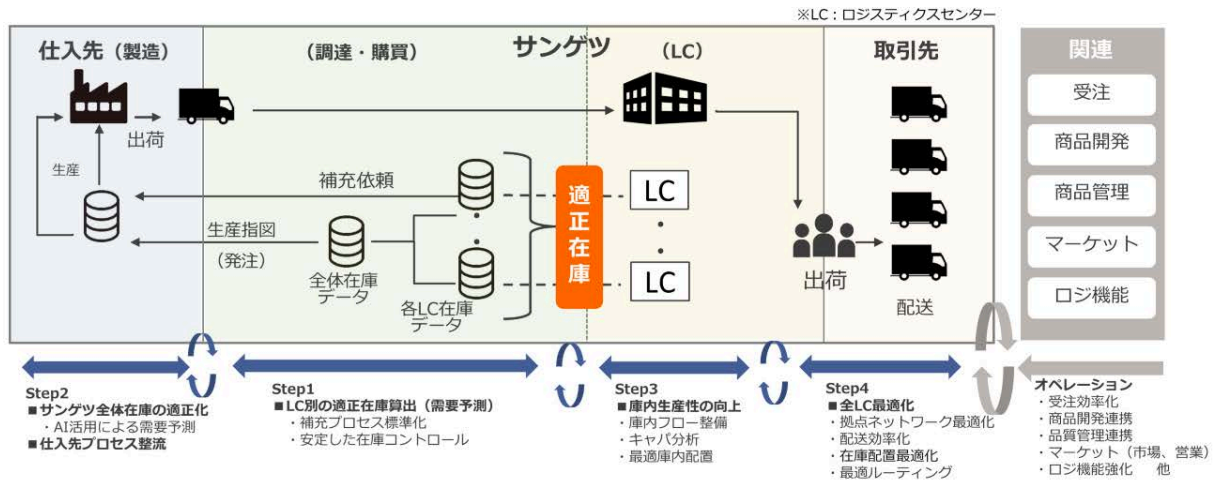 ※LC:ロジスティクスセンター
仕入先(製造)
(調達・購買)
サンゲツ
(LC)
取引先
関連
出荷
生産
補充依頼
生産指図
(発注)
全体在庫
データ
各LC在庫
データ
適正在庫
LC
LC
出荷
配送
受注
商品開発
商品管理
マーケット
ロジ機能
Step2
■サンゲツ全体在庫の適正化
・AI活用による需要予測
■仕入先プロセス整流
Step1
■LC別の適正在庫算出(需要予測)
・補充プロセス標準化
・安定した在庫コントロール
Step3
■庫内生産性の向上
・庫内フロー整備
・キャパ分析
・最適庫内配置
Step4
■全LC最適化
・拠点ネットワーク最適化
・配送効率化
・在庫配置最適化
・最適ルーティング
オペレーション
・受注効率化
・商品開発連携
・品質管理連携
・マーケット(市場、営業)
・ロジ機能強化 他